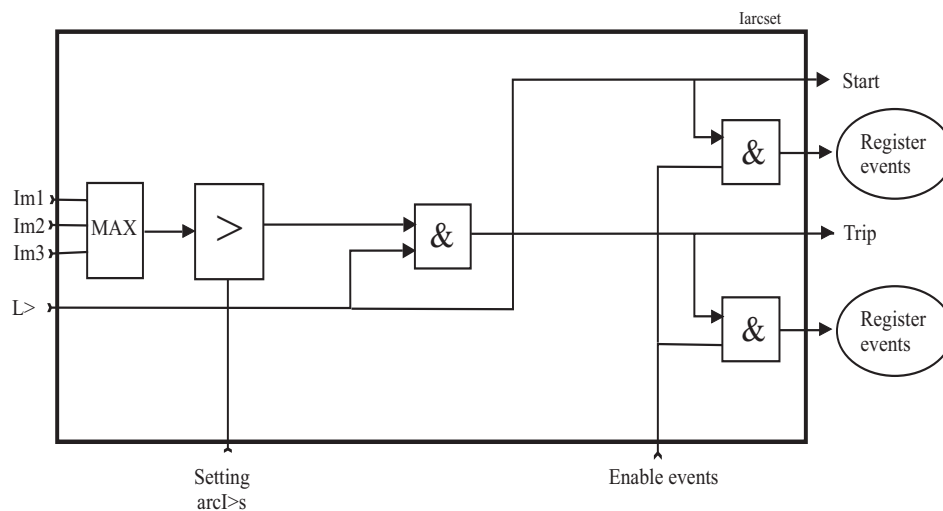 Iarcset
Start
&
Register
events
Im1
Im2
Im3
MAX
>
&
Trip
L>
&
Register
events
Setting
arcI>s
Enable events